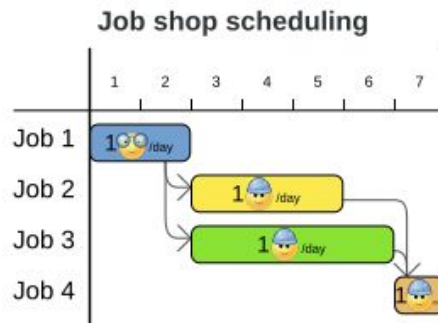 Job shop scheduling
1 2 3 4 5 6 7
Job 1 1 /day
Job 2 1 /day
Job 3 1 /day
Job 4 1